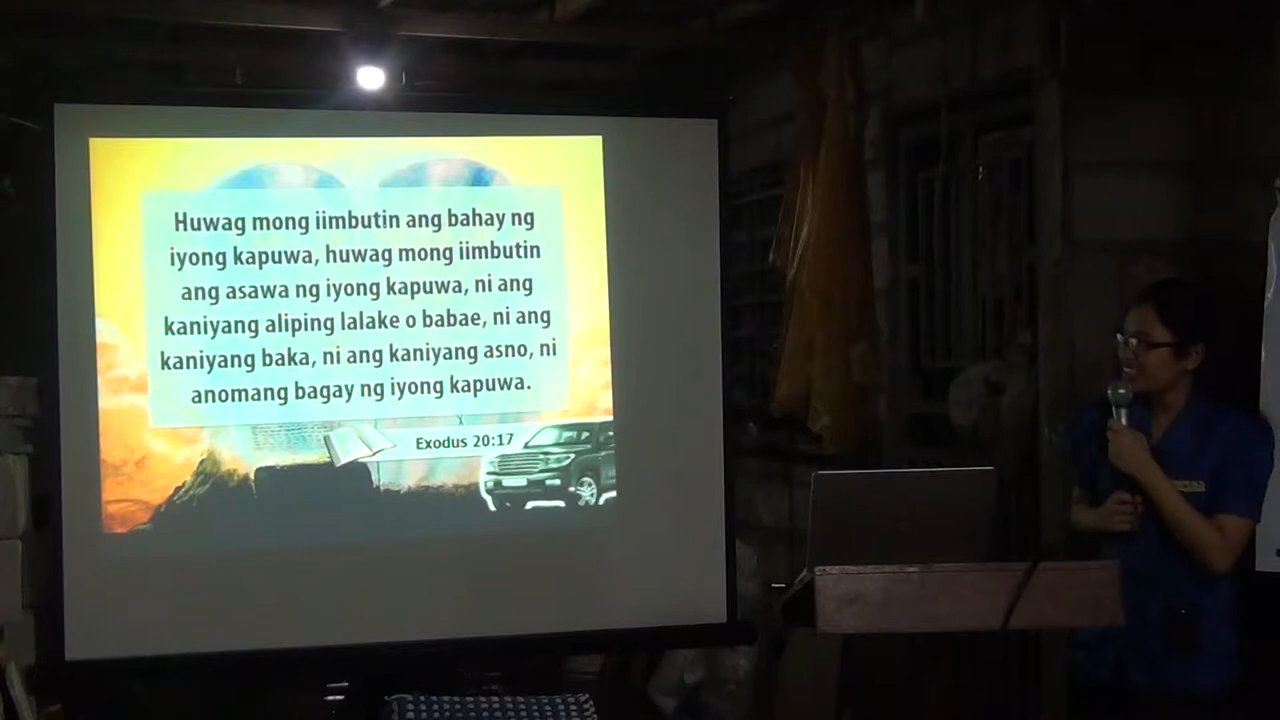 Huwag mong iimbutin ang bahay ng
iyong kapuwa, huwag mong iimbutin
ang asawa ng iyong kapuwa, ni ang
kaniyang aliping lalake o babae, ni ang
kaniyang baka, ni ang kaniyang asno, ni
anomang bagay ng iyong kapuwa.
Exodus 20:17